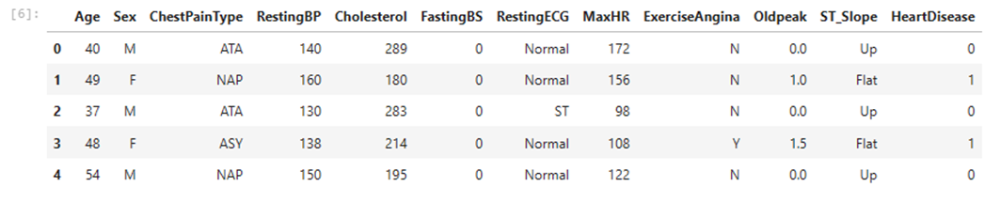 [6]: Age Sex ChestPainType RestingBP Cholesterol FastingBS RestingECG MaxHR ExerciseAngina Oldpeak ST_Slope HeartDisease
0 40 M ATA 140 289 0 Normal 172 N 0.0 Up 0
1 49 F NAP 160 180 0 Normal 156 N 1.0 Flat 1
2 37 M ATA 130 283 0 ST 98 N 0.0 Up 0
3 48 F ASY 138 214 0 Normal 108 Y 1.5 Flat 1
4 54 M NAP 150 195 0 Normal 122 N 0.0 Up 0